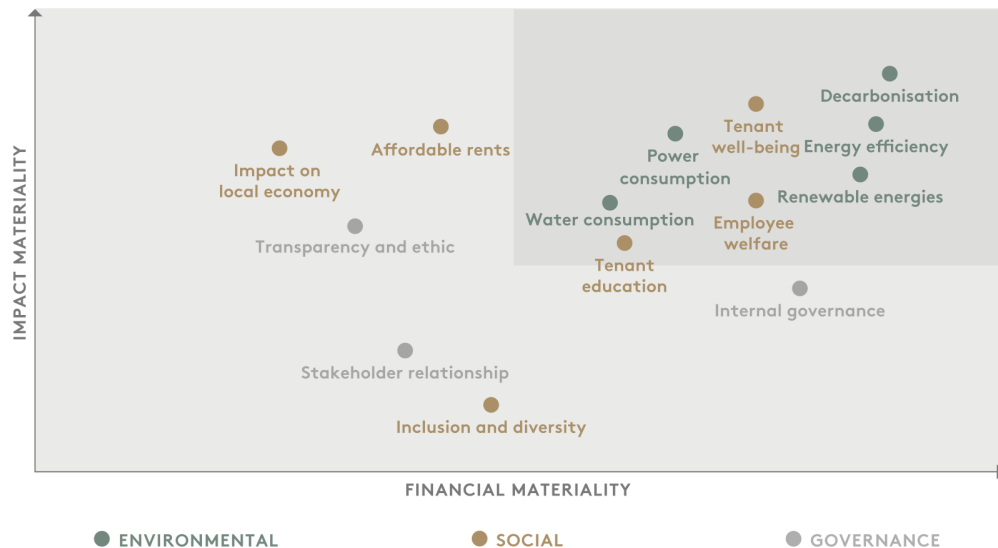 IMPACT MATERIALITY
Decarbonisation
Tenant
well-being
Energy efficiency
Affordable rents
Power
consumption
Impact on
local economy
Renewable energies
Water consumption
Employee
welfare
Transparency and ethic
Tenant
education
Internal governance
Stakeholder relationship
Inclusion and diversity
FINANCIAL MATERIALITY
ENVIRONMENTAL
SOCIAL
GOVERNANCE